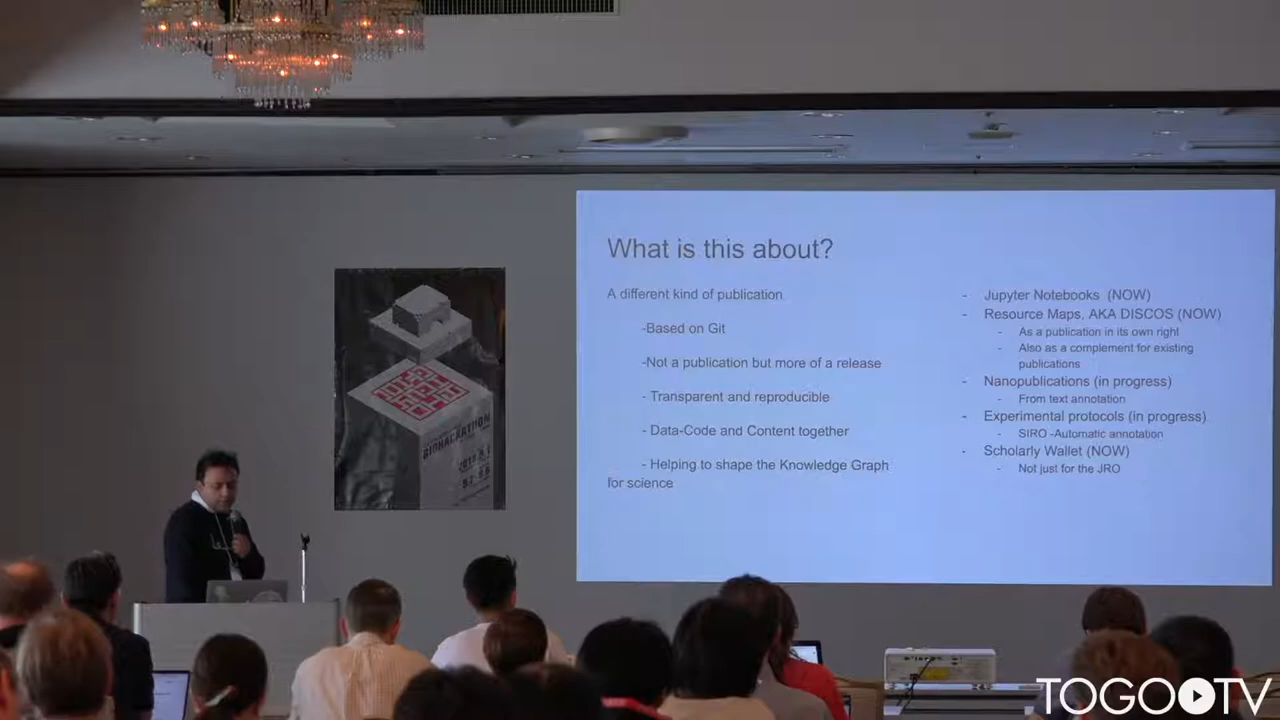 What is this about?
A different kind of publication
-Based on Git
-Not a publication but more of a release
- Transparent and reproducible
- Data-Code and Content together
- Helping to shape the Knowledge Graph
for science
- Jupyter Notebooks (NOW)
- Resource Maps, AKA DISCOS (NOW)
- As a publication in its own right
- Also as a complement for existing
publications
- Nanopublications (in progress)
- From text annotation
- Experimental protocols (in progress)
- SIRO -Automatic annotation
- Scholarly Wallet (NOW)
- Not just for the JRO
BIOHACKATHON
TOGOTV